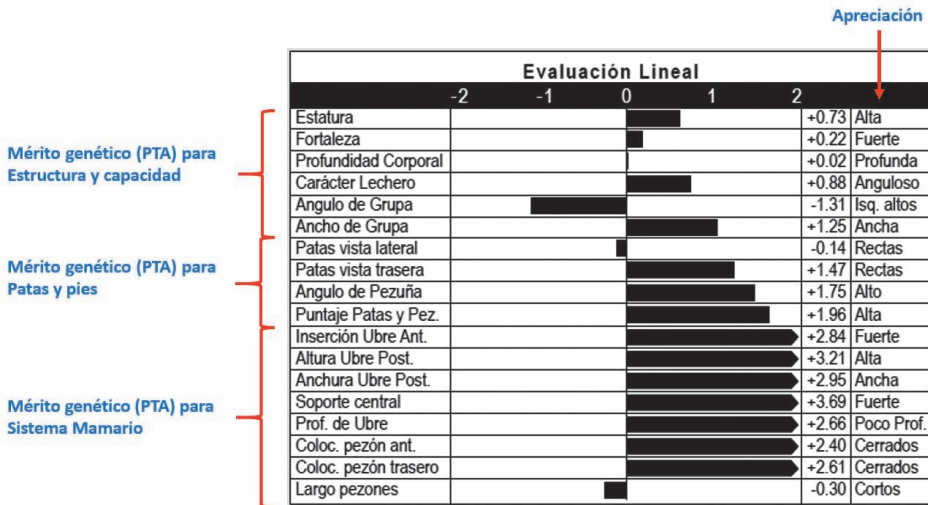 Apreciación
Evaluación Lineal
-2 -1 0 1 2
Mérito genético (PTA) para
Estructura y capacidad
Estatura +0.73 Alta
Fortaleza +0.22 Fuerte
Profundidad Corporal +0.02 Profunda
Carácter Lechero +0.88 Anguloso
Angulo de Grupa -1.31 Isq. altos
Ancho de Grupa +1.25 Ancha
Mérito genético (PTA) para
Patas y pies
Patas vista lateral -0.14 Rectas
Patas vista trasera +1.47 Rectas
Angulo de Pezuña +1.75 Alto
Puntaje Patas y Pez. +1.96 Alta
Mérito genético (PTA) para
Sistema Mamario
Inserción Ubre Ant. +2.84 Fuerte
Altura Ubre Post. +3.21 Alta
Anchura Ubre Post. +2.95 Ancha
Soporte central +3.69 Fuerte
Prof. de Ubre +2.66 Poco Prof.
Coloc. pezón ant. +2.40 Cerrados
Coloc. pezón trasero +2.61 Cerrados
Largo pezones -0.30 Cortos